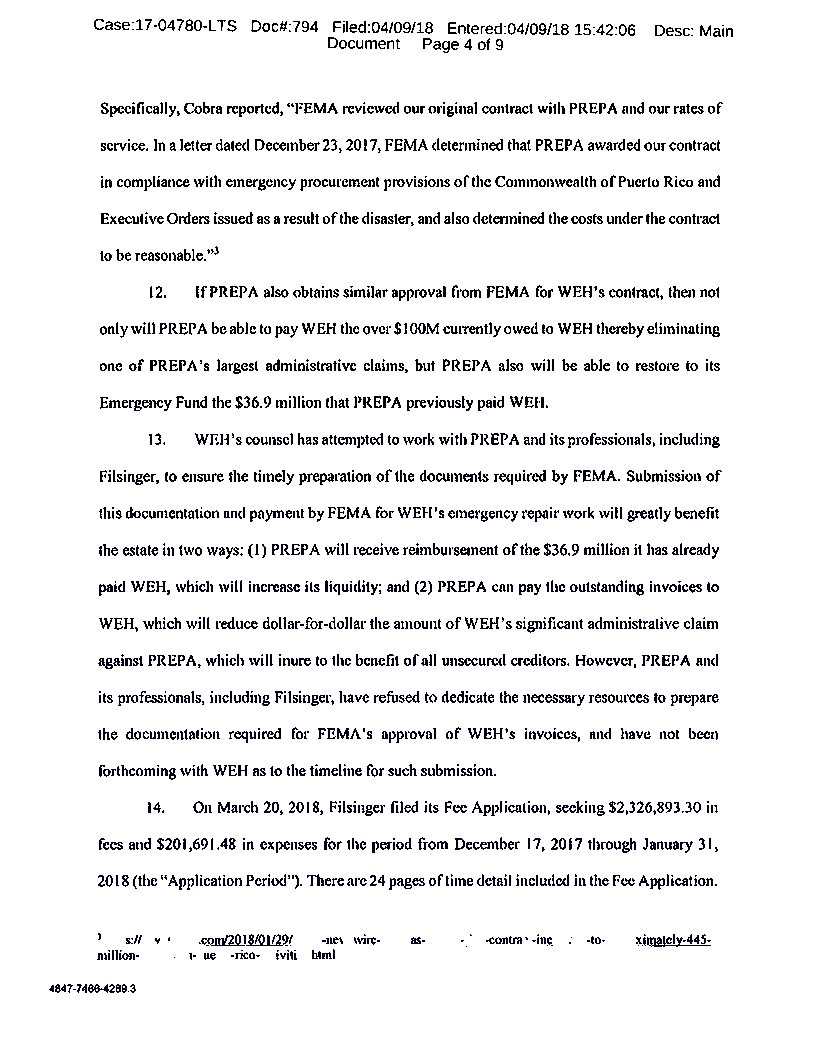 Case:17-04780-LTS Doc#:794 Filed:04/09/18 Entered:04/09/18 15:42:06 Desc: Main
Document Page 4 of 9
Specifically, Cobra reported, “FEMA reviewed our original contract with PREPA and our rates of
service. In a letter dated December 23, 2017, FEMA determined that PREPA awarded our contract
in compliance with emergency procurement provisions of the Commonwealth of Puerto Rico and
Executive Orders issued as a result of the disaster, and also determined the costs under the contract
to be reasonable.”3
12. If PREPA also obtains similar approval from FEMA for WEH’s contract, then not
only will PREPA be able to pay WEH the over $100M currently owed to WEH thereby eliminating
one of PREPA’s largest administrative claims, but PREPA also will be able to restore to its
Emergency Fund the $36.9 million that PREPA previously paid WEH.
13. WEH’s counsel has attempted to work with PREPA and its professionals, including
Filsinger, to ensure the timely preparation of the documents required by FEMA. Submission of
this documentation and payment by FEMA for WEH’s emergency repair work will greatly benefit
the estate in two ways: (1) PREPA will receive reimbursement of the $36.9 million it has already
paid WEH, which will increase its liquidity; and (2) PREPA can pay the outstanding invoices to
WEH, which will reduce dollar-for-dollar the amount of WEH’s significant administrative claim
against PREPA, which will inure to the benefit of all unsecured creditors. However, PREPA and
its professionals, including Filsinger, have refused to dedicate the necessary resources to prepare
the documentation required for FEMA’s approval of WEH’s invoices, and have not been
forthcoming with WEH as to the timeline for such submission.
14. On March 20, 2018, Filsinger filed its Fee Application, seeking $2,326,893.30 in
fees and $201,691.48 in expenses for the period from December 17, 2017 through January 31,
2018 (the “Application Period”). There are 24 pages of time detail included in the Fee Application.
3 .com/2018/01/29/ wire- as- -to- -445-
million- -rico- html
4847-7466-4289.3